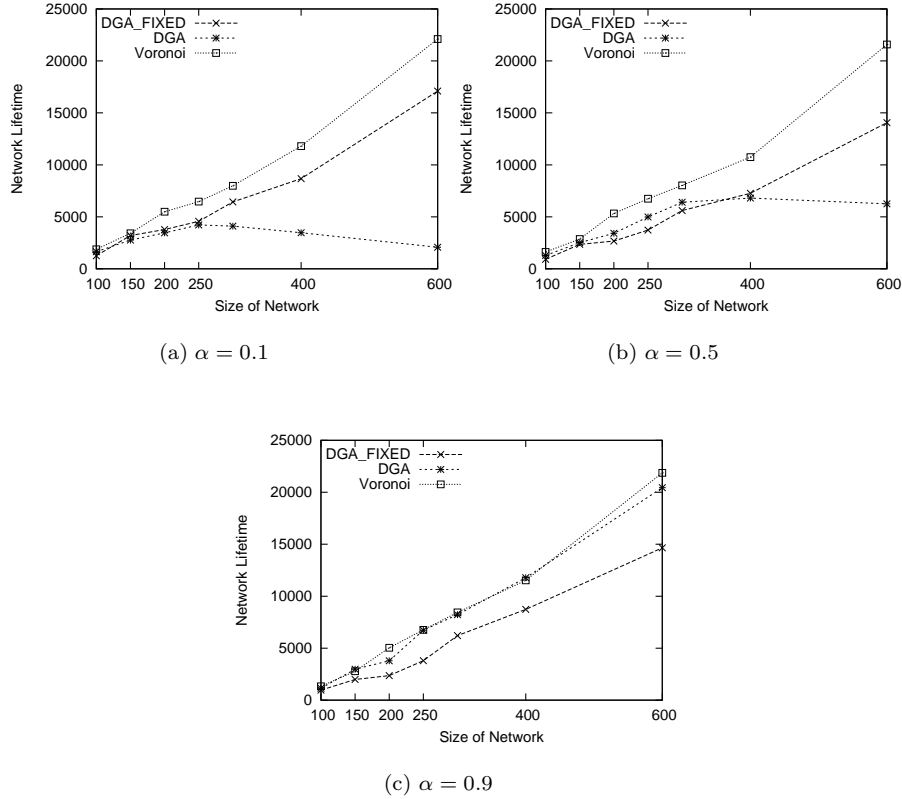 25000
20000
15000
10000
5000
0
Network Lifetime
DGA_FIXED
DGA
Voronoi
100 150 200 250 300 400 600
Size of Network
(a) α = 0.1
25000
20000
15000
10000
5000
0
Network Lifetime
DGA_FIXED
DGA
Voronoi
100 150 200 250 400 600
Size of Network
(b) α = 0.5
25000
20000
15000
10000
5000
0
Network Lifetime
DGA_FIXED
DGA
Voronoi
100 150 200 250 400 600
Size of Network
(c) α = 0.9